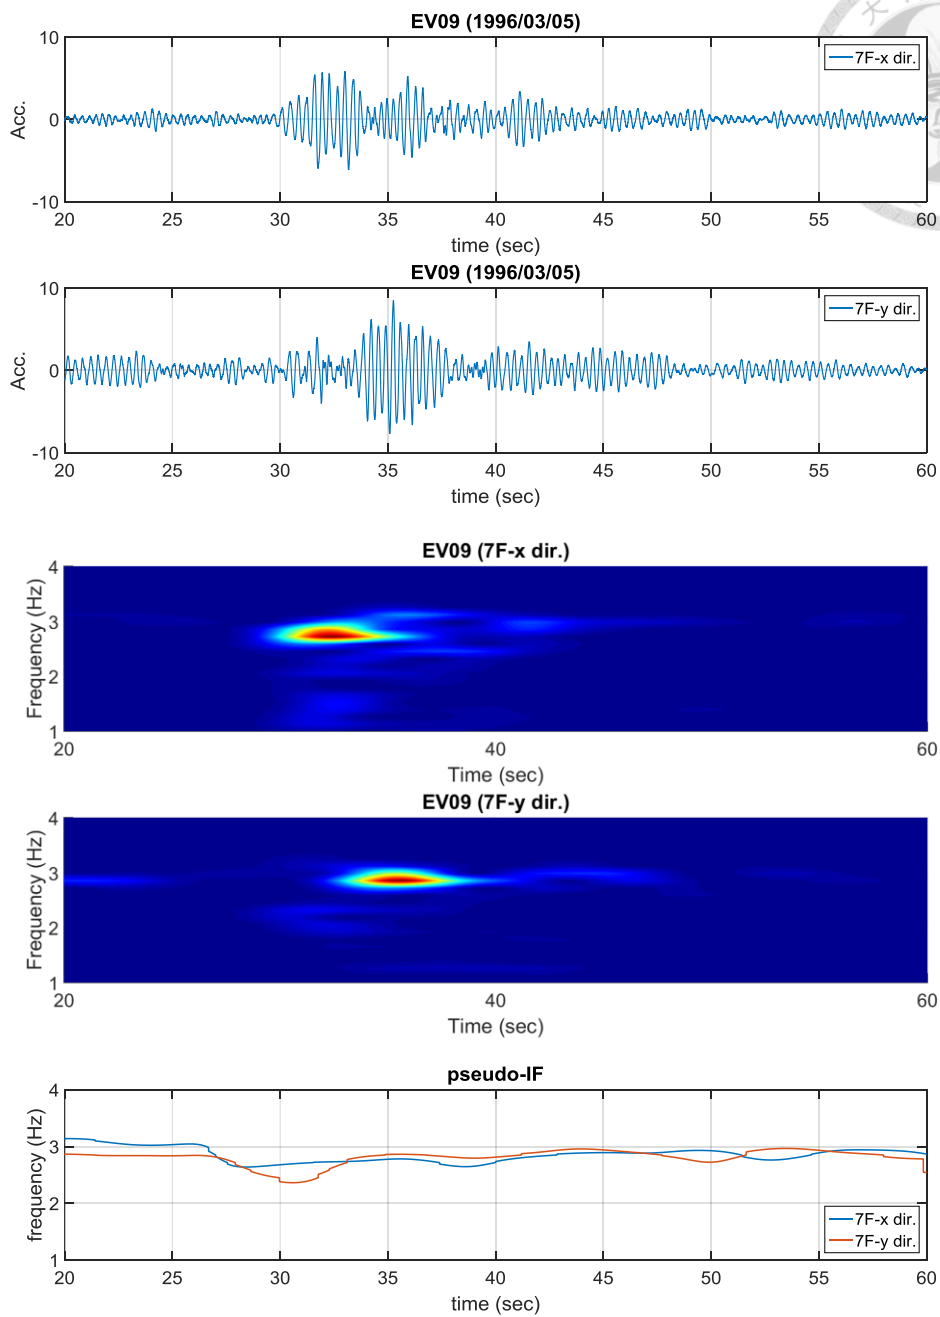 EV09 (1996/03/05)
10
0
-10
Acc.
7F-x dir.
20 25 30 35 40 45 50 55 60
time (sec)
EV09 (1996/03/05)
10
0
-10
Acc.
7F-y dir.
20 25 30 35 40 45 50 55 60
time (sec)
EV09 (7F-x dir.)
4
3
2
1
Frequency (Hz)
20 40 60
Time (sec)
EV09 (7F-y dir.)
4
3
2
1
Frequency (Hz)
20 40 60
Time (sec)
pseudo-IF
4
3
2
1
frequency (Hz)
7F-x dir.
7F-y dir.
20 25 30 35 40 45 50 55 60
time (sec)